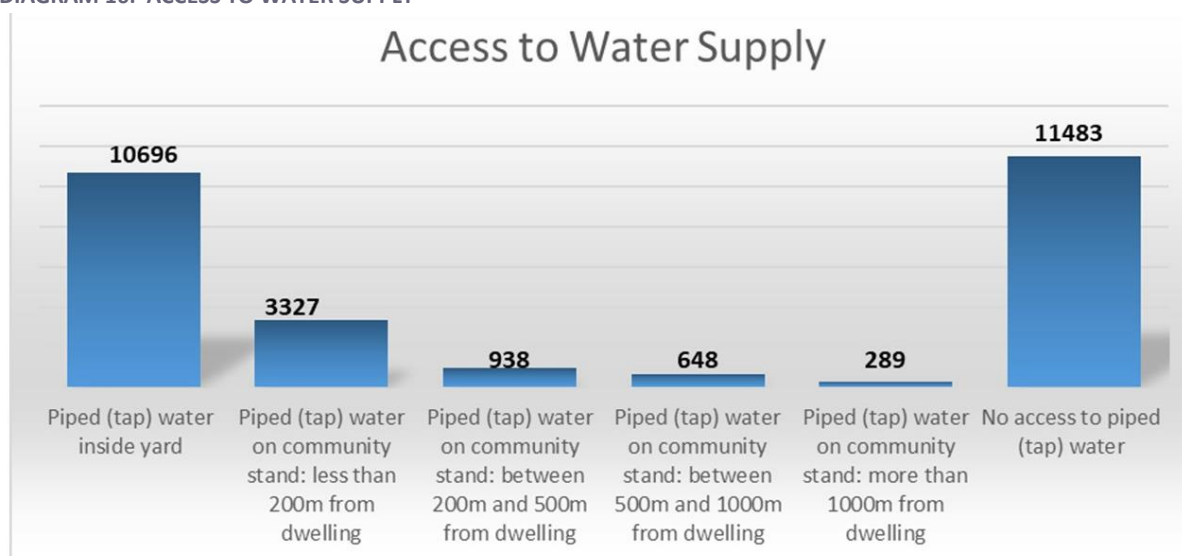 Access to Water Supply
10696
3327
938
648
289
11483
Piped (tap) water
inside yard
Piped (tap) water
on community
stand: less than
200m from
dwelling
Piped (tap) water
on community
stand: between
200m and 500m
from dwelling
Piped (tap) water
on community
stand: between
500m and 1000m
from dwelling
Piped (tap) water
on community
stand: more than
1000m from
dwelling
No access to piped
(tap) water